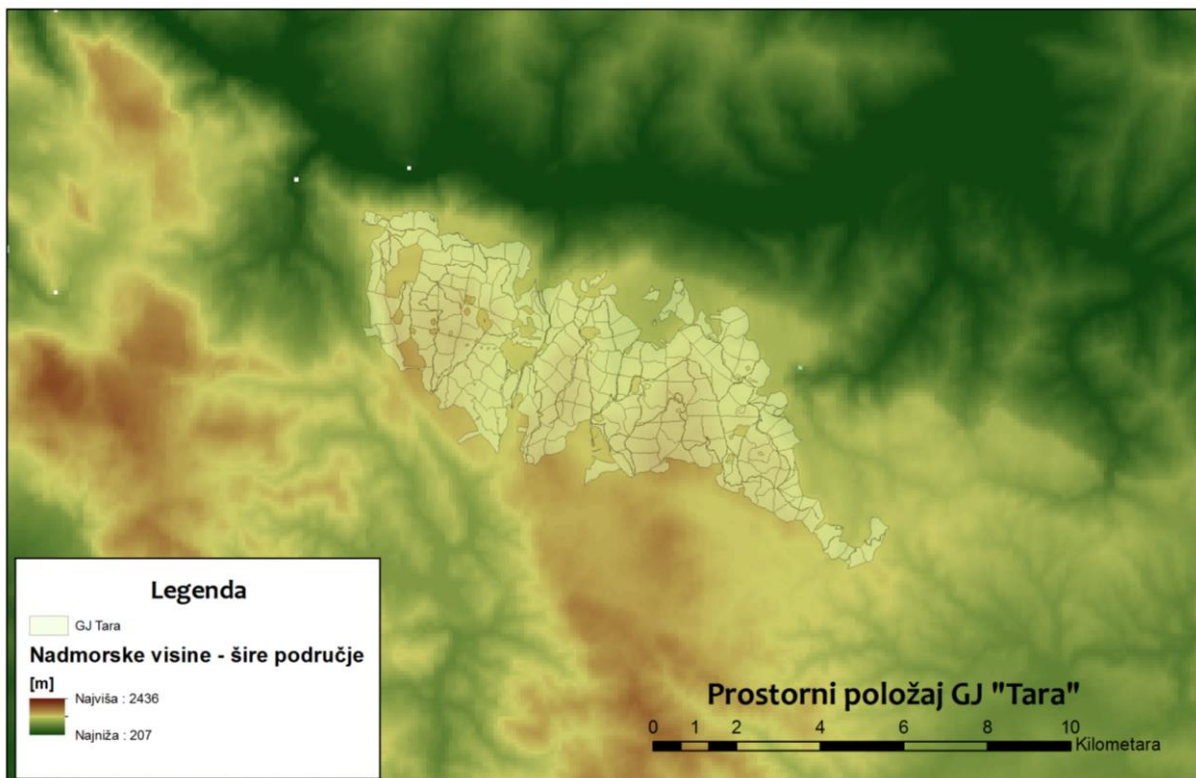 Legenda
GJ Tara
Nadmorske visine - šire područje
[m]
Najviša : 2436
Najniža : 207
Prostorni položaj GJ "Tara"
0 1 2 4 6 8 10
Kilometara